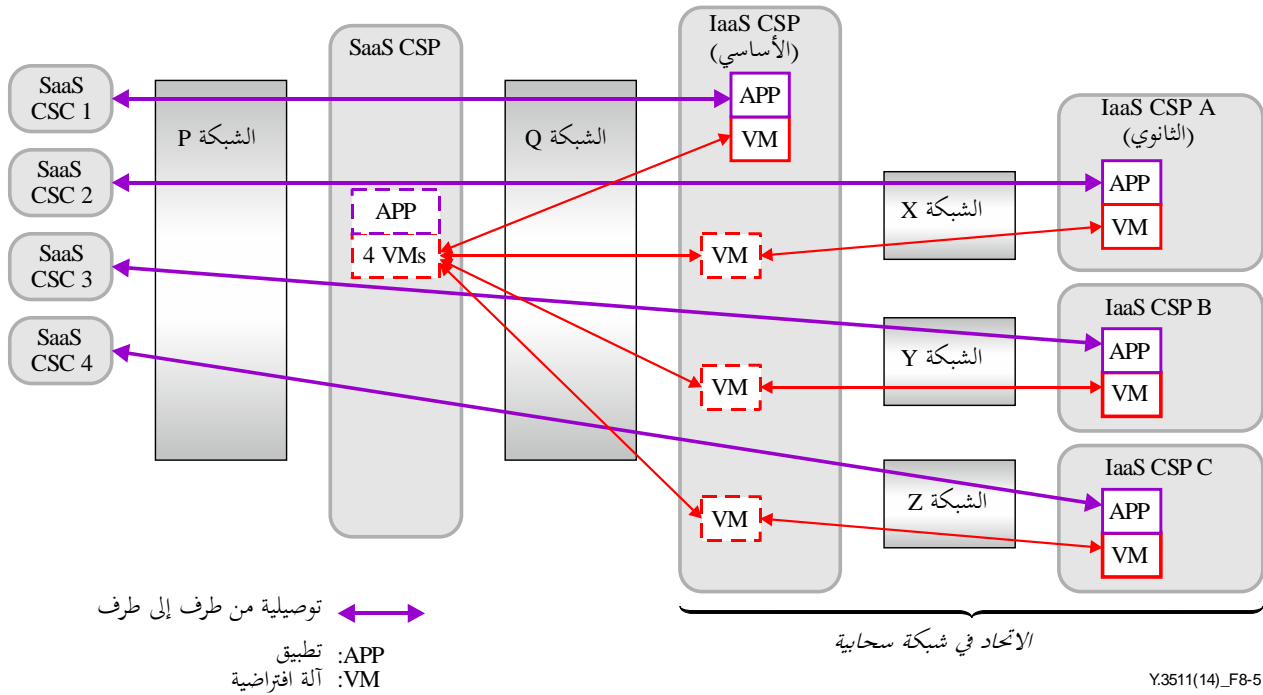 IaaS CSP
(الأساسي)
SaaS CSP
SaaS
CSC 1
SaaS
CSC 2
SaaS
CSC 3
SaaS
CSC 4
الشبكة P
APP
4 VMs
الشبكة Q
APP
VM
VM
VM
VM
الشبكة X
الشبكة Y
الشبكة Z
IaaS CSP A
(الثانوي)
APP
VM
IaaS CSP B
APP
VM
IaaS CSP C
APP
VM
توصيلية من طرف إلى طرف
APP: تطبيق
VM: آلة افتراضية
الاتحاد في شبكة سحابية
Y.3511(14)_F8-5